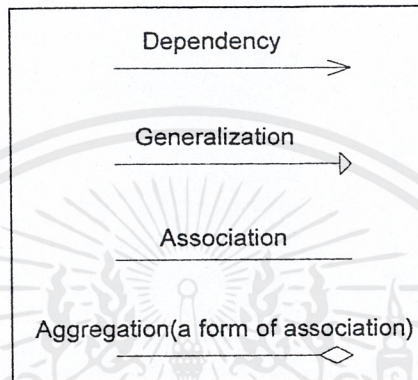 Dependency
Generalization
Association
Aggregation(a form of association)